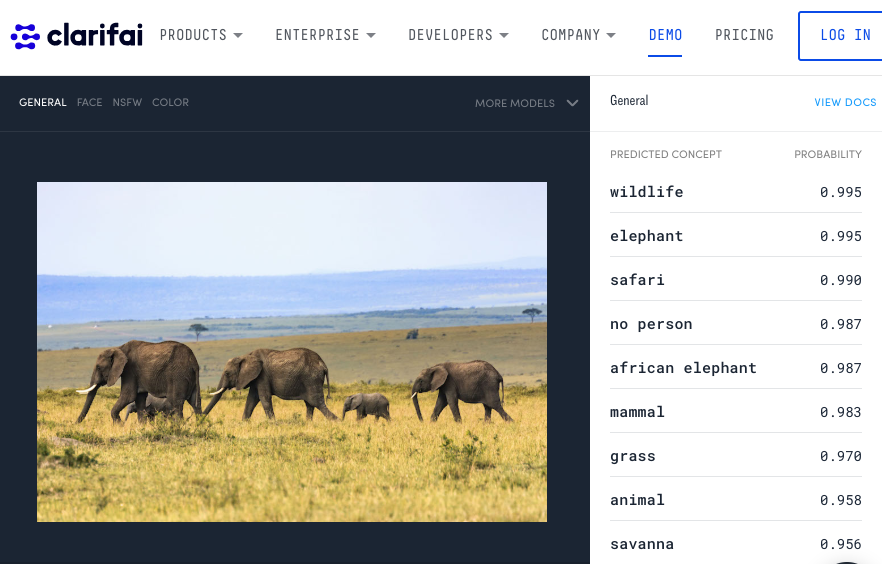 clarifai PRODUCTS ENTERPRISE DEVELOPERS COMPANY DEMO PRICING LOG IN
GENERAL FACE NSFW COLOR MORE MODELS
General VIEW DOCS
PREDICTED CONCEPT PROBABILITY
wildlife 0.995
elephant 0.995
safari 0.990
no person 0.987
african elephant 0.987
mammal 0.983
grass 0.970
animal 0.958
savanna 0.956